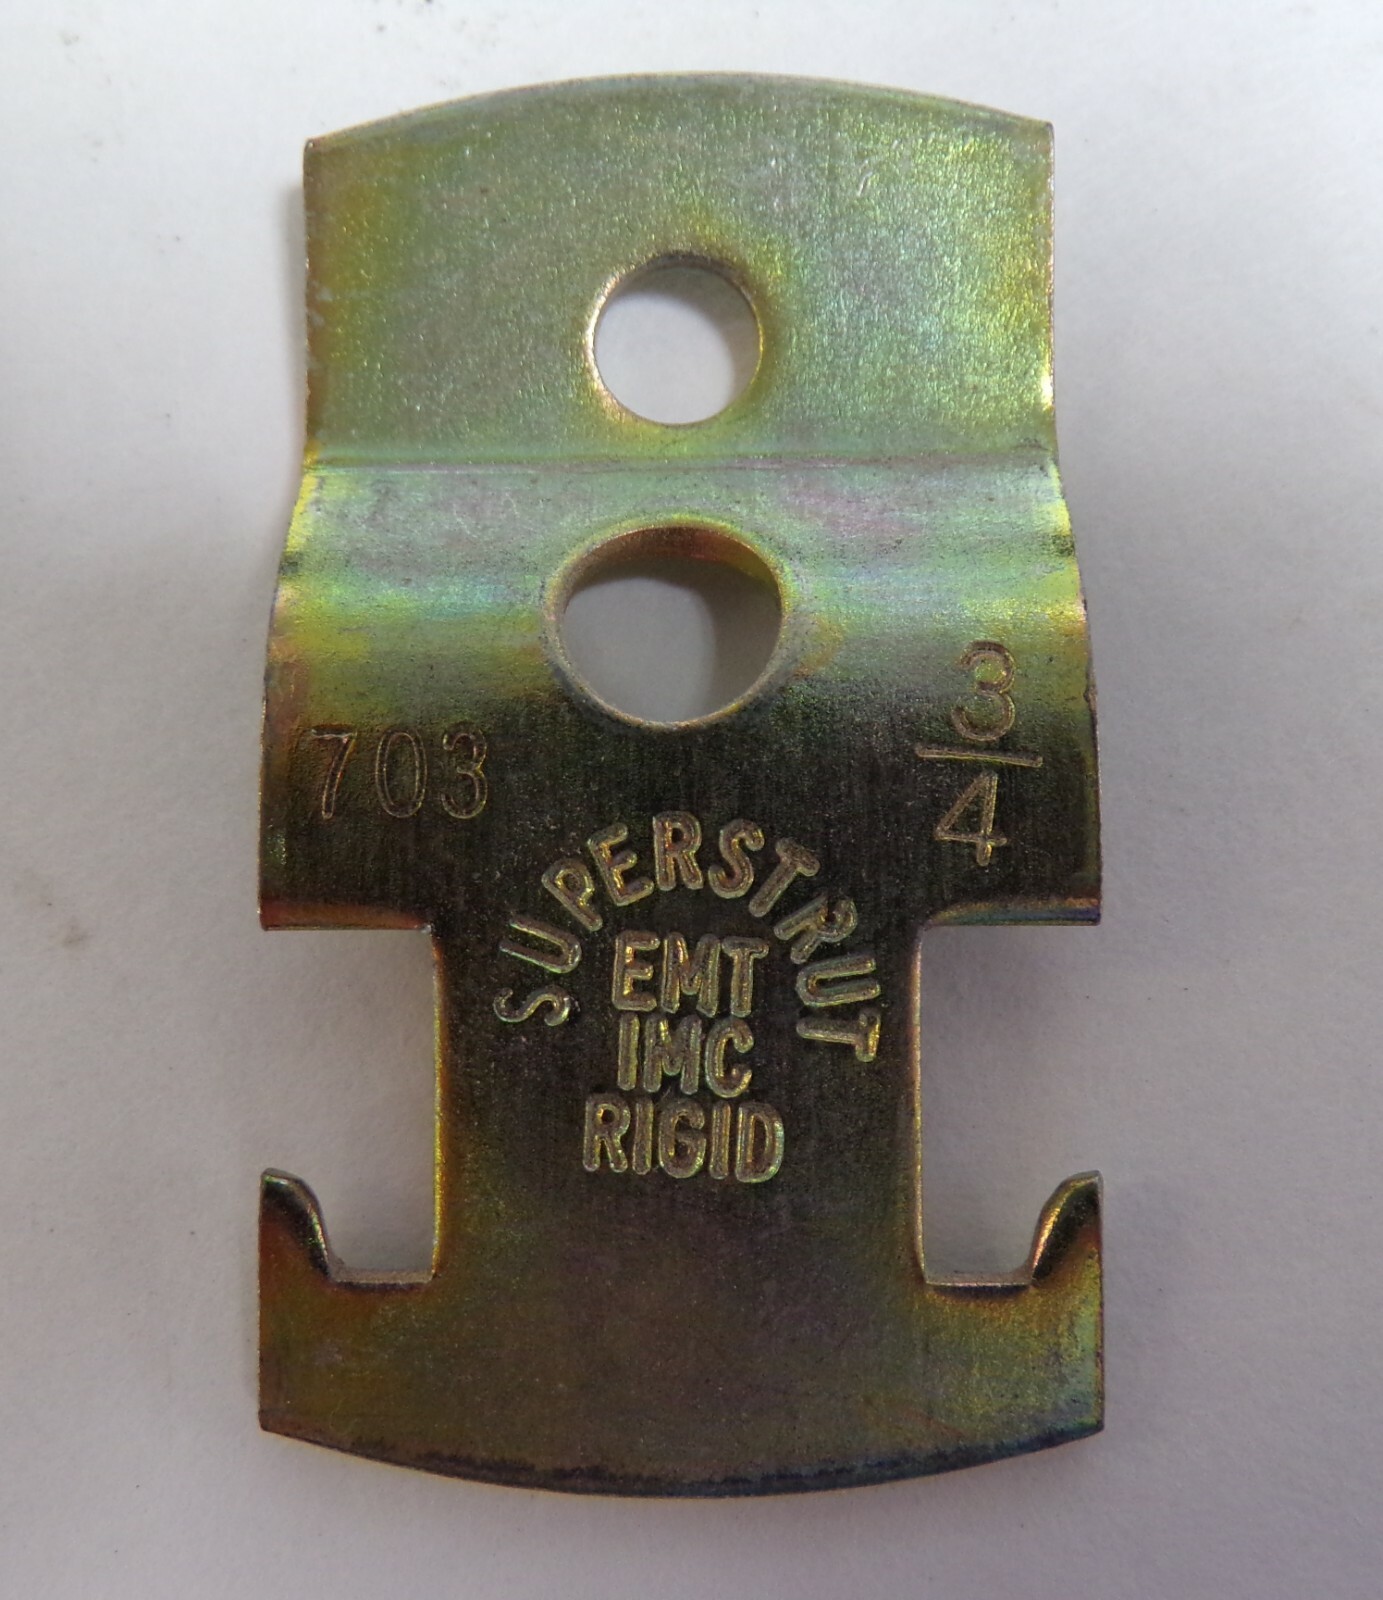 703
3/4
SUPERSTRUT
EMT
IMC
RIGID